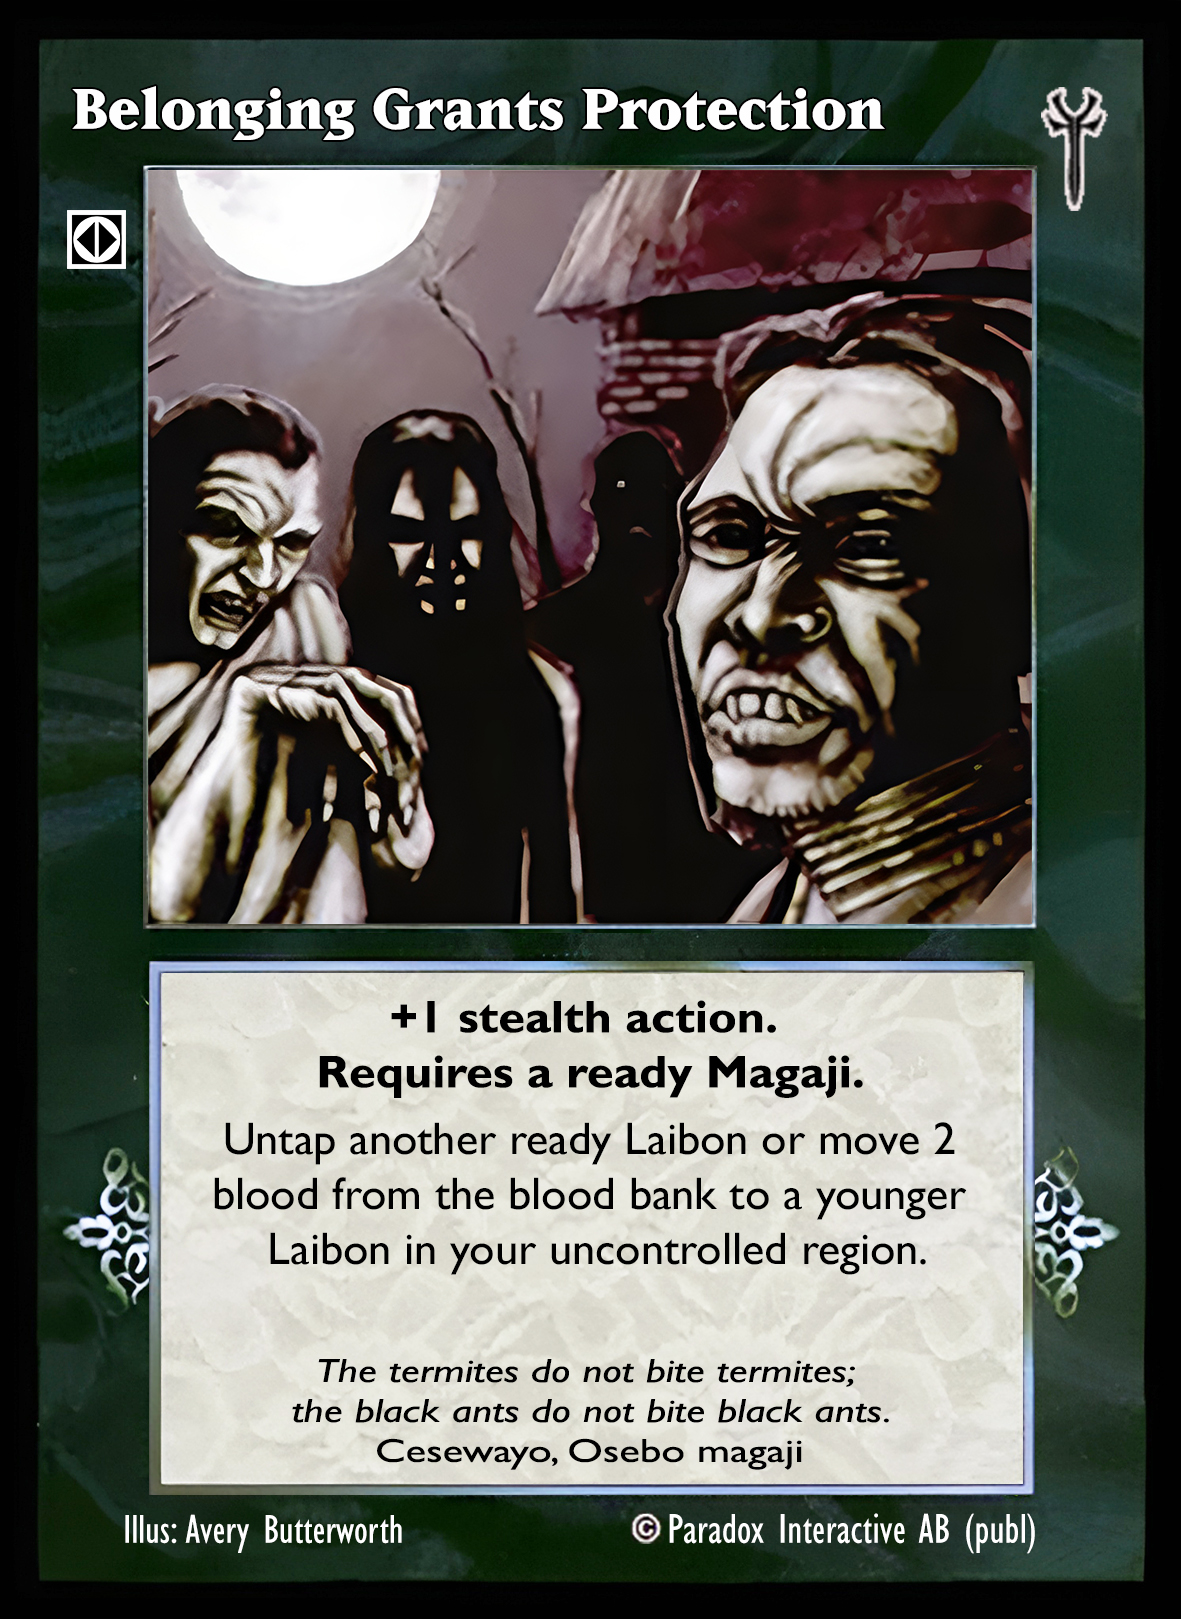 Belonging Grants Protection
+1 stealth action.
Requires a ready Magaji.
Untap another ready Laibon or move 2
blood from the blood bank to a younger
Laibon in your uncontrolled region.
The termites do not bite termites;
the black ants do not bite black ants.
Cesewayo, Osebo magaji
Illus: Avery Butterworth
© Paradox Interactive AB (publ)